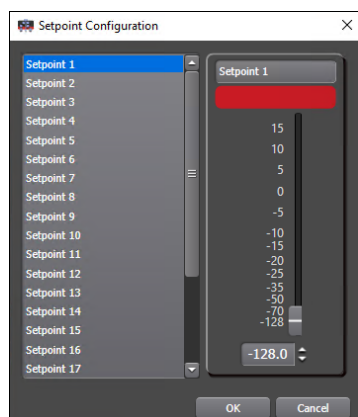 Setpoint Configuration
Setpoint 1
Setpoint 2
Setpoint 3
Setpoint 4
Setpoint 5
Setpoint 6
Setpoint 7
Setpoint 8
Setpoint 9
Setpoint 10
Setpoint 11
Setpoint 12
Setpoint 13
Setpoint 14
Setpoint 15
Setpoint 16
Setpoint 17
Setpoint 1
15
10
5
0
-5
-10
-15
-20
-25
-35
-50
-70
-128
-128.0
OK Cancel